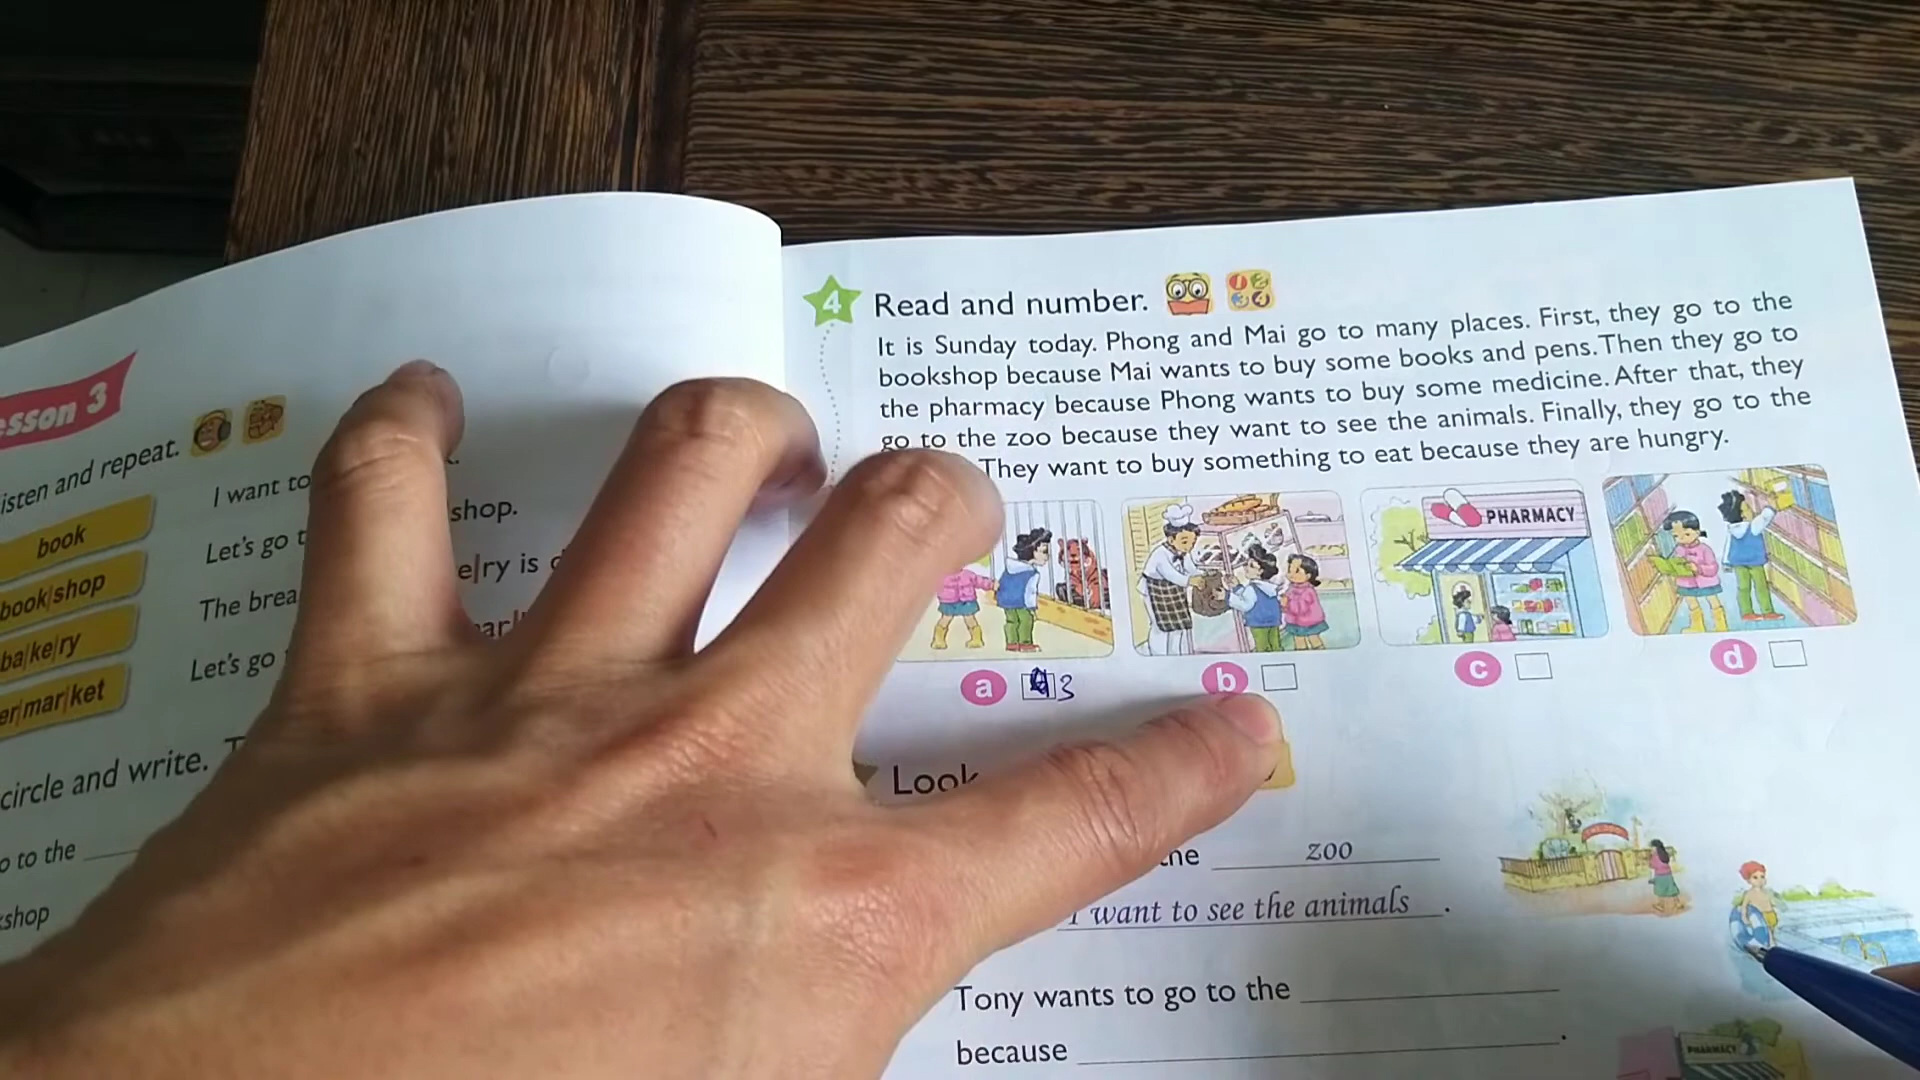 esson 3
isten and repeat.
book
book|shop
ba|ke|ry
er|mar|ket
I want to
Let's go t
shop.
The brea
e|ry is
Let's go
circle and write.
o to the
shop
4 Read and number.
It is Sunday today. Phong and Mai go to many places. First, they go to the
bookshop because Mai wants to buy some books and pens. Then they go to
the pharmacy because Phong wants to buy some medicine. After that, they
go to the zoo because they want to see the animals. Finally, they go to the
They want to buy something to eat because they are hungry.
PHARMACY
a 3
b
c
d
Look
the zoo
I want to see the animals.
Tony wants to go to the
because .
PHARMACY